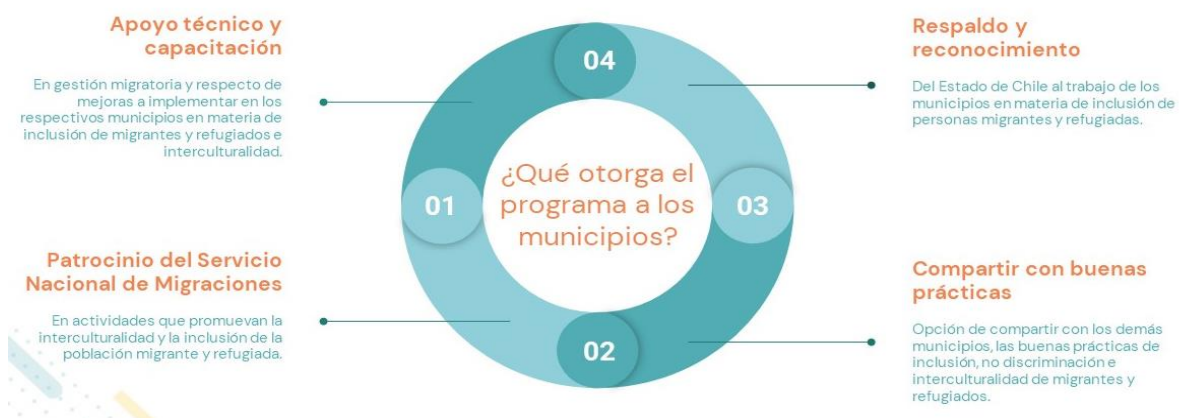 Apoyo técnico y
capacitación
En gestión migratoria y respecto de
mejoras a implementar en los
respectivos municipios en materia de
inclusión de migrantes y refugiados e
interculturalidad.
Patrocinio del Servicio
Nacional de Migraciones
En actividades que promuevan la
interculturalidad y la inclusión de la
población migrante y refugiada.
04
01
¿Qué otorga el
programa a los
municipios?
03
02
Respaldo y
reconocimiento
Del Estado de Chile al trabajo de los
municipios en materia de inclusión de
personas migrantes y refugiadas.
Compartir con buenas
prácticas
Opción de compartir con los demás
municipios, las buenas prácticas de
inclusión, no discriminación e
interculturalidad de migrantes y
refugiados.